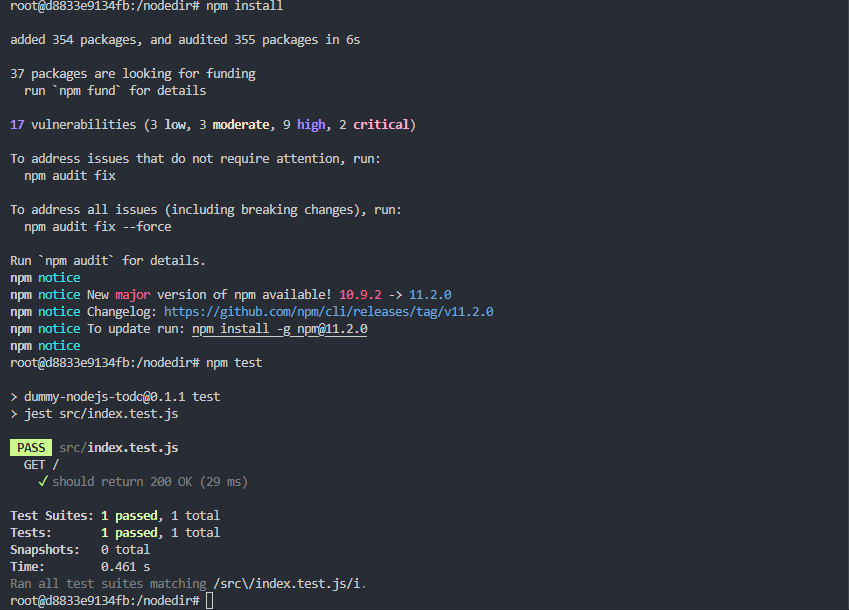 root@d8833e9134fb:/nodedir# npm install
added 354 packages, and audited 355 packages in 6s
37 packages are looking for funding
  run `npm fund` for details
17 vulnerabilities (3 low, 3 moderate, 9 high, 2 critical)
To address issues that do not require attention, run:
  npm audit fix
To address all issues (including breaking changes), run:
  npm audit fix --force
Run `npm audit` for details.
npm notice
npm notice New major version of npm available! 10.9.2 -> 11.2.0
npm notice Changelog: https://github.com/npm/cli/releases/tag/v11.2.0
npm notice To update run: npm install -g npm@11.2.0
npm notice
root@d8833e9134fb:/nodedir# npm test
> dummy-nodejs-todo@0.1.1 test
> jest src/index.test.js
PASS src/index.test.js
  GET /
    ✓ should return 200 OK (29 ms)
Test Suites: 1 passed, 1 total
Tests:       1 passed, 1 total
Snapshots:   0 total
Time:        0.461 s
Ran all test suites matching /src\/index.test.js/i.
root@d8833e9134fb:/nodedir#